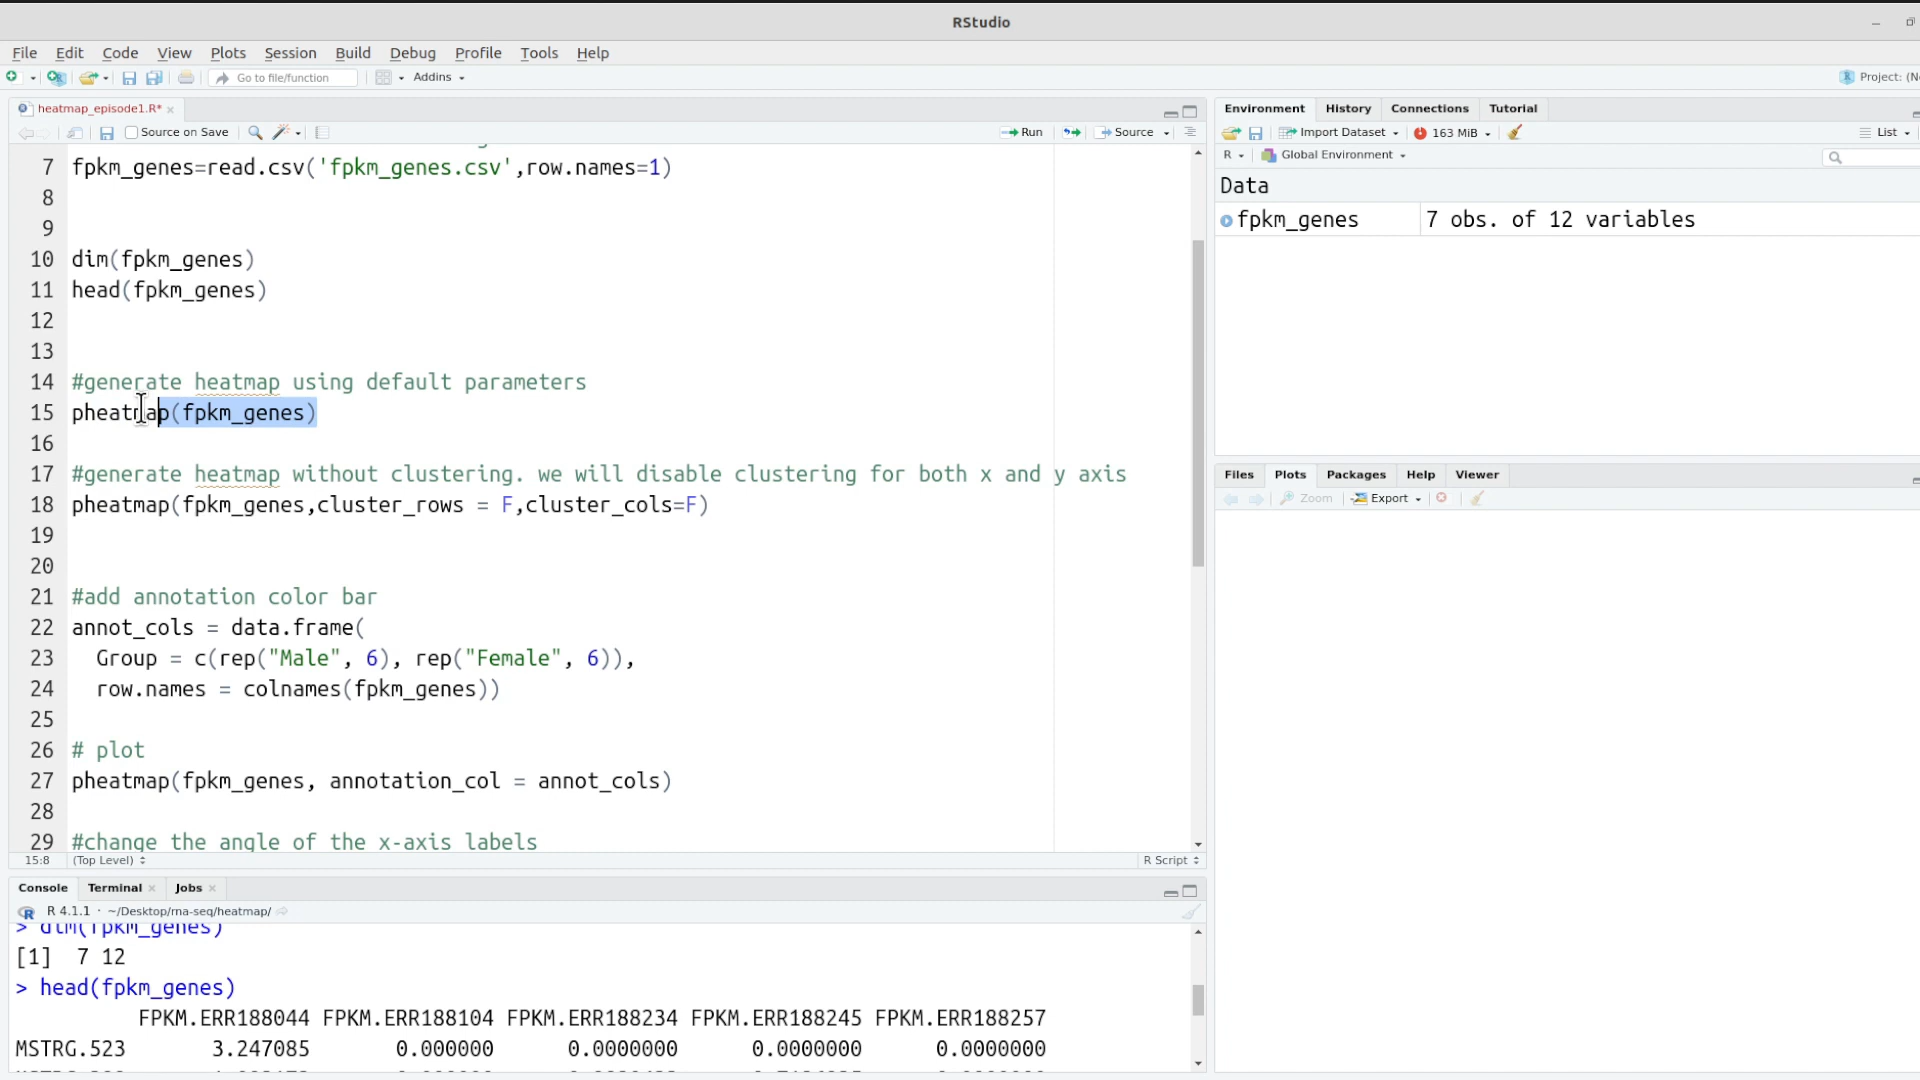 RStudio
File Edit Code View Plots Session Build Debug Profile Tools Help
Go to file/function Addins Project: (N
heatmap_episode1.R*
Source on Save Run Source
7 fpkm_genes=read.csv('fpkm_genes.csv',row.names=1)
8
9
10 dim(fpkm_genes)
11 head(fpkm_genes)
12
13
14 #generate heatmap using default parameters
15 pheatmap(fpkm_genes)
16
17 #generate heatmap without clustering. we will disable clustering for both x and y axis
18 pheatmap(fpkm_genes,cluster_rows = F,cluster_cols=F)
19
20
21 #add annotation color bar
22 annot_cols = data.frame(
23 Group = c(rep("Male", 6), rep("Female", 6)),
24 row.names = colnames(fpkm_genes))
25
26 # plot
27 pheatmap(fpkm_genes, annotation_col = annot_cols)
28
29 #change the angle of the x-axis labels
15:8 (Top Level) R Script
Console Terminal Jobs
R 4.1.1 · ~/Desktop/rna-seq/heatmap/
> dim(fpkm_genes)
[1] 7 12
> head(fpkm_genes)
FPKM.ERR188044 FPKM.ERR188104 FPKM.ERR188234 FPKM.ERR188245 FPKM.ERR188257
MSTRG.523 3.247085 0.000000 0.0000000 0.0000000 0.0000000
Environment History Connections Tutorial
Import Dataset 163 MiB List
R Global Environment
Data
fpkm_genes 7 obs. of 12 variables
Files Plots Packages Help Viewer
Zoom Export